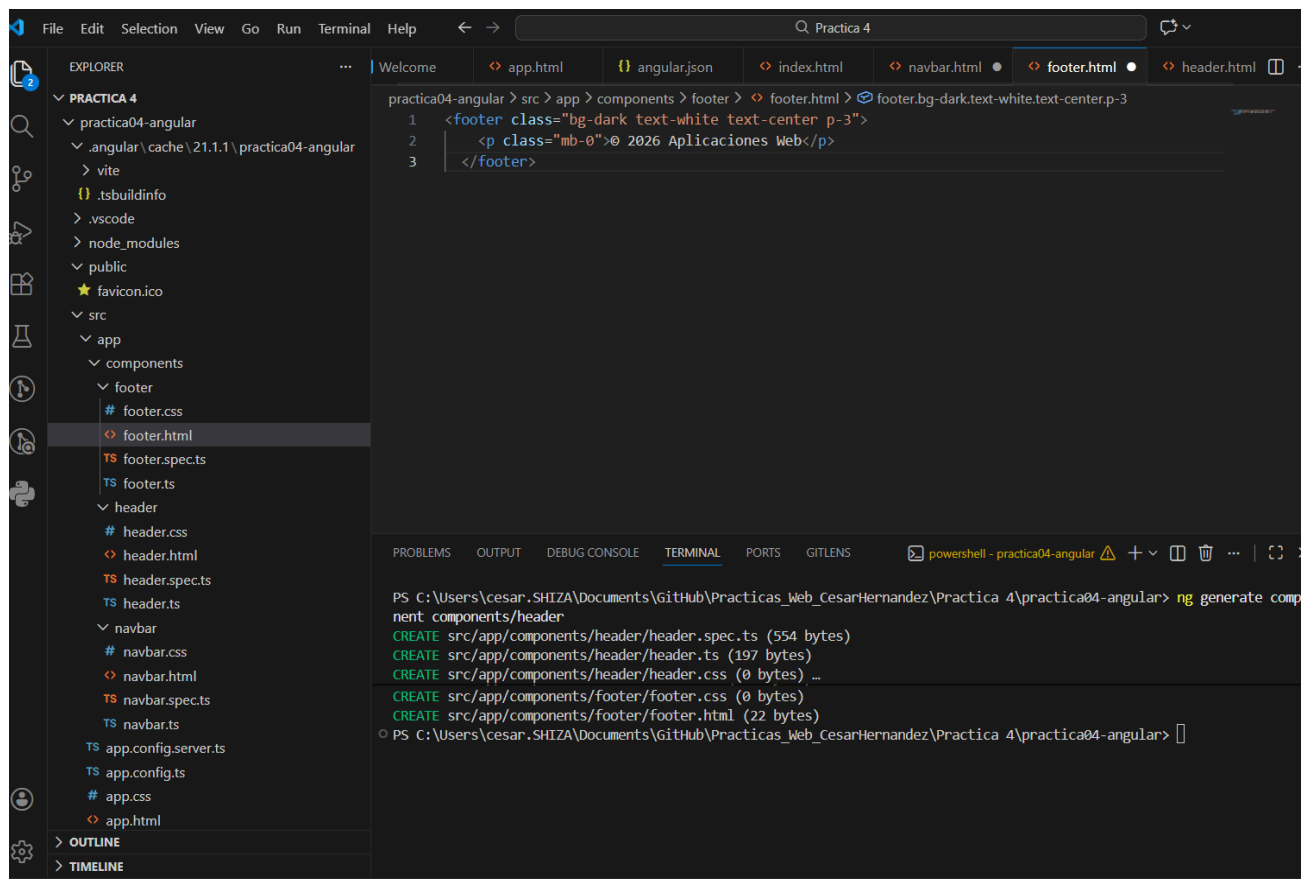 File Edit Selection View Go Run Terminal Help Practica 4
EXPLORER
Welcome app.html {} angular.json index.html navbar.html footer.html header.html
2
PRACTICA 4
practica04-angular > src > app > components > footer > footer.html > footer.bg-dark.text-white.text-center.p-3
practica04-angular
.angular\cache\21.1.1\practica04-angular
vite
{} .tsbuildinfo
.vscode
node_modules
public
favicon.ico
src
app
components
footer
# footer.css
footer.html
TS footer.spec.ts
TS footer.ts
header
# header.css
header.html
TS header.spec.ts
TS header.ts
navbar
# navbar.css
navbar.html
TS navbar.spec.ts
TS navbar.ts
TS app.config.server.ts
TS app.config.ts
# app.css
app.html
OUTLINE
TIMELINE
1 <footer class="bg-dark text-white text-center p-3">
2 <p class="mb-0">© 2026 Aplicaciones Web</p>
3 </footer>
PROBLEMS OUTPUT DEBUG CONSOLE TERMINAL PORTS GITLENS powershell - practica04-angular
PS C:\Users\cesar.SHIZA\Documents\GitHub\Practicas_Web_CesarHernandez\Practica 4\practica04-angular> ng generate comp
nent components/header
CREATE src/app/components/header/header.spec.ts (554 bytes)
CREATE src/app/components/header/header.ts (197 bytes)
CREATE src/app/components/header/header.css (0 bytes) …
CREATE src/app/components/footer/footer.css (0 bytes)
CREATE src/app/components/footer/footer.html (22 bytes)
PS C:\Users\cesar.SHIZA\Documents\GitHub\Practicas_Web_CesarHernandez\Practica 4\practica04-angular>